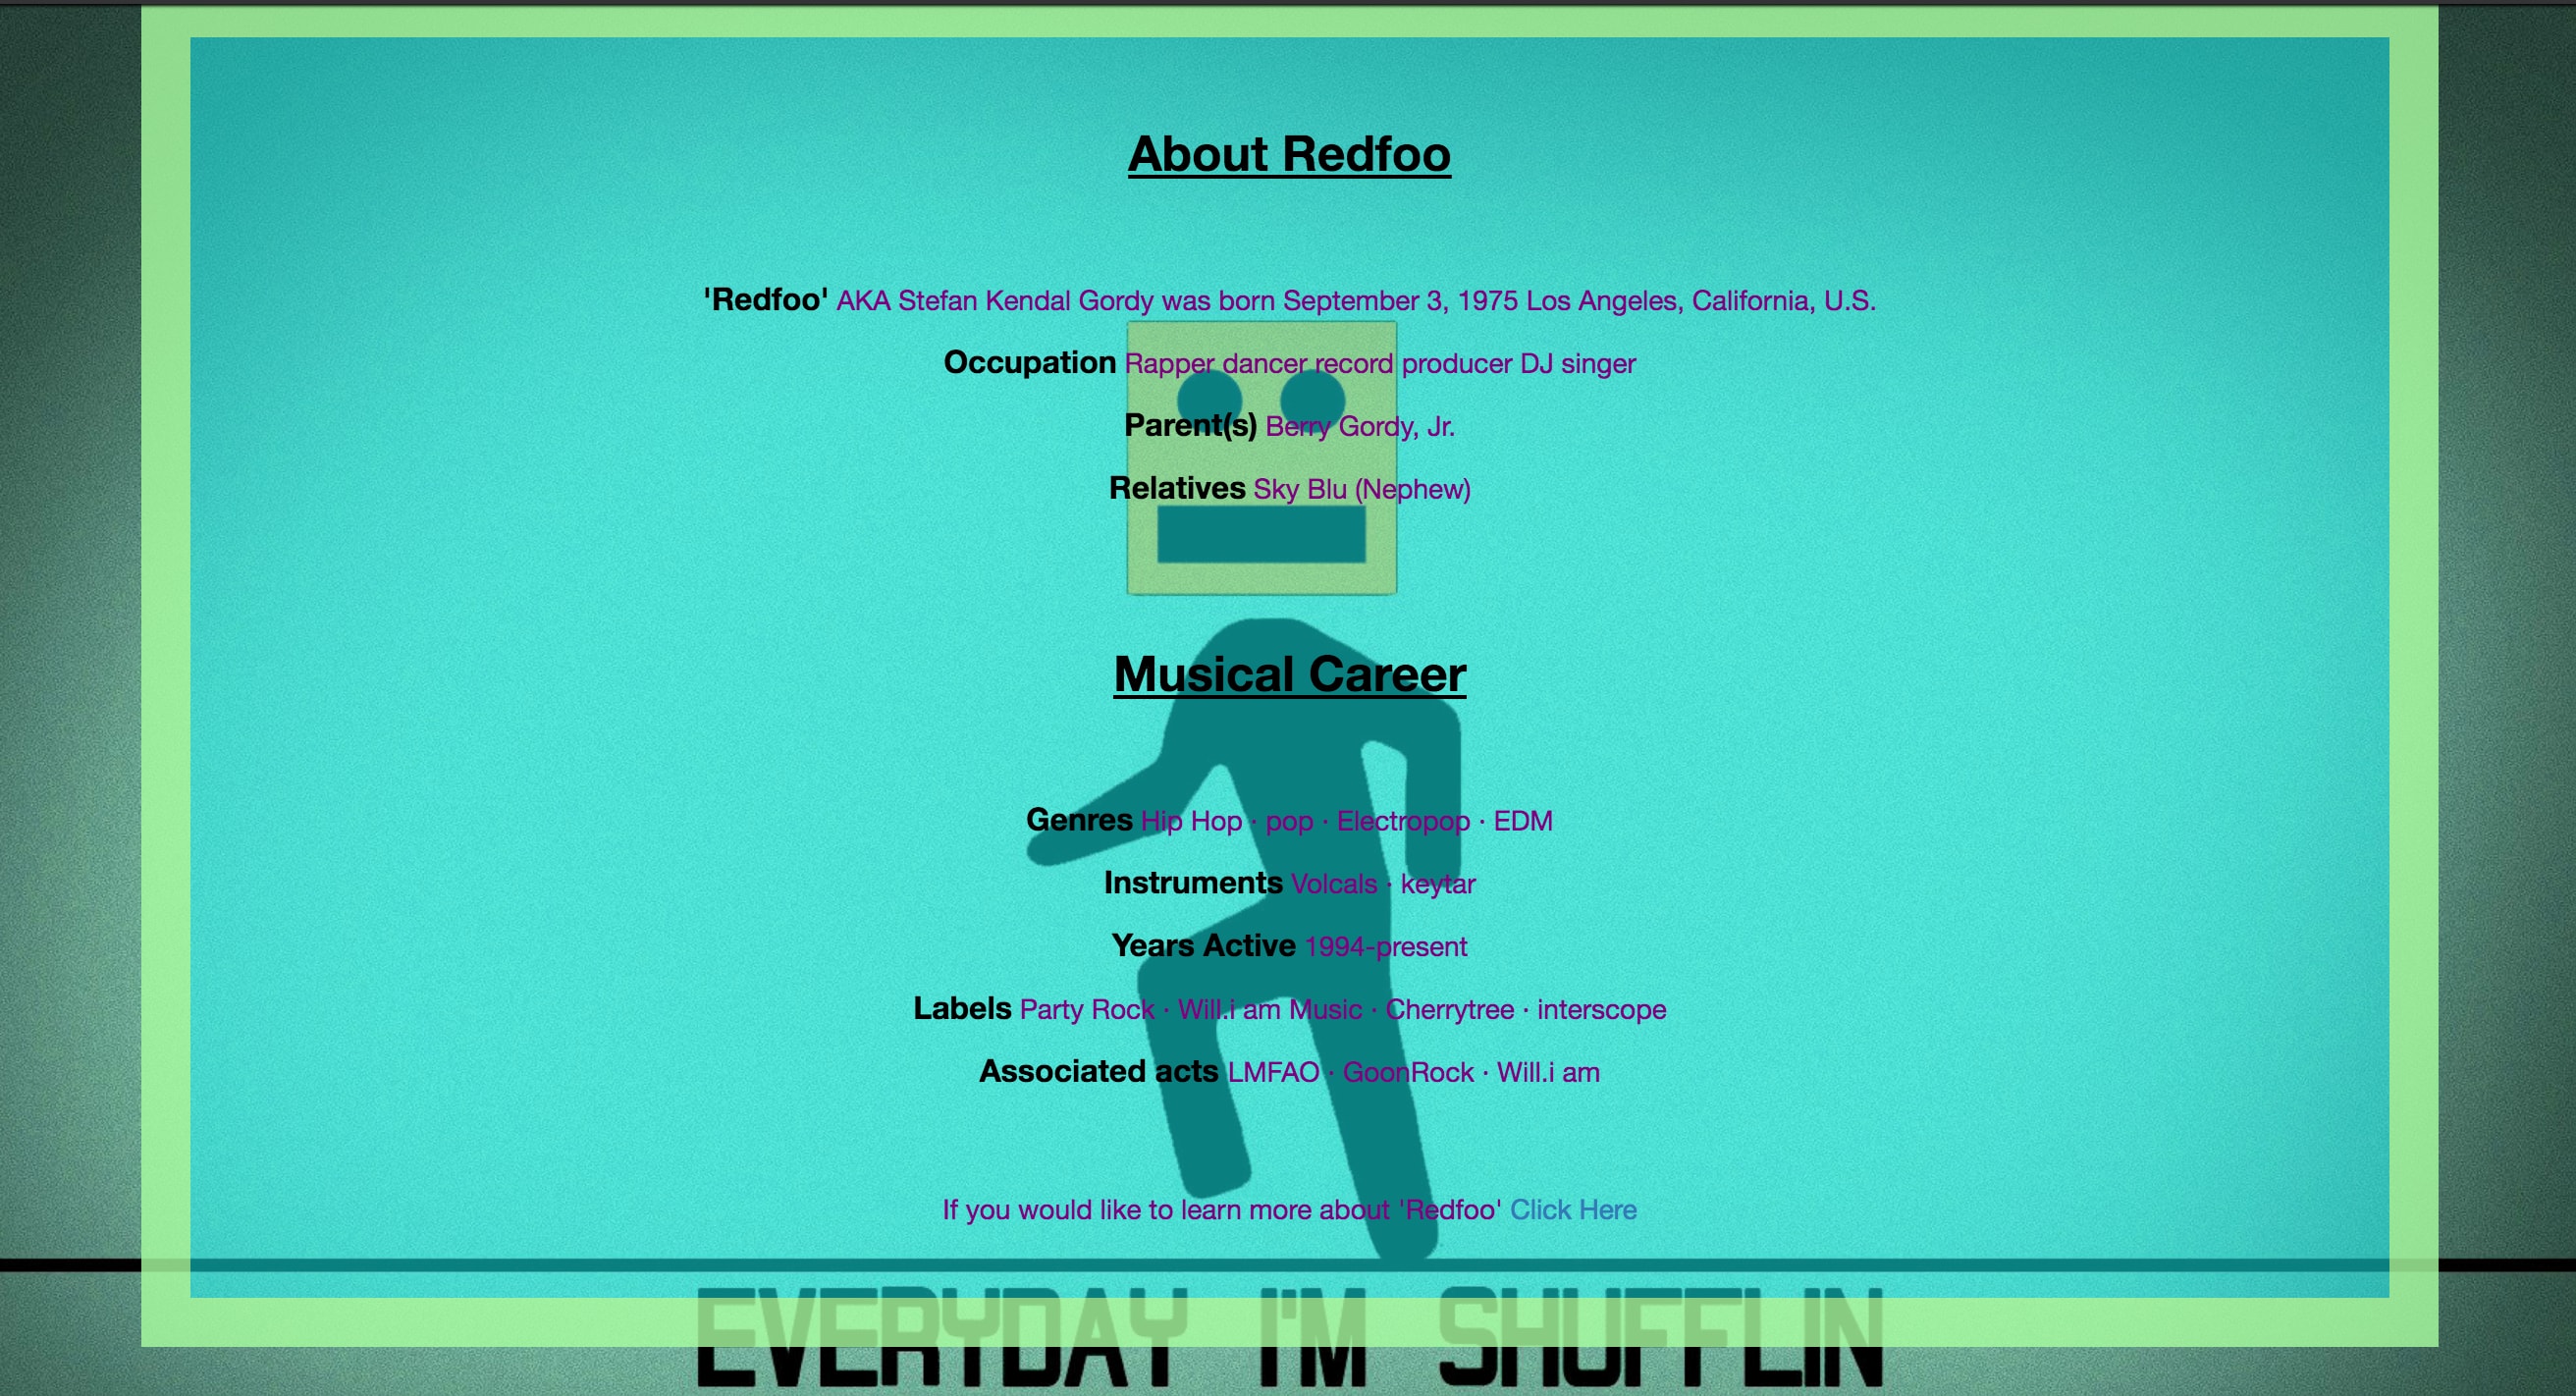 About Redfoo
'Redfoo' AKA Stefan Kendal Gordy was born September 3, 1975 Los Angeles, California, U.S.
Occupation Rapper dancer record producer DJ singer
Parent(s) Berry Gordy, Jr.
Relatives Sky Blu (Nephew)
Musical Career
Genres Hip Hop · pop · Electropop · EDM
Instruments Volcals · keytar
Years Active 1994-present
Labels Party Rock · Will.i am Music · Cherrytree · interscope
Associated acts LMFAO · GoonRock · Will.i am
If you would like to learn more about 'Redfoo' Click Here
EVERYDAY I'M SHUFFLIN